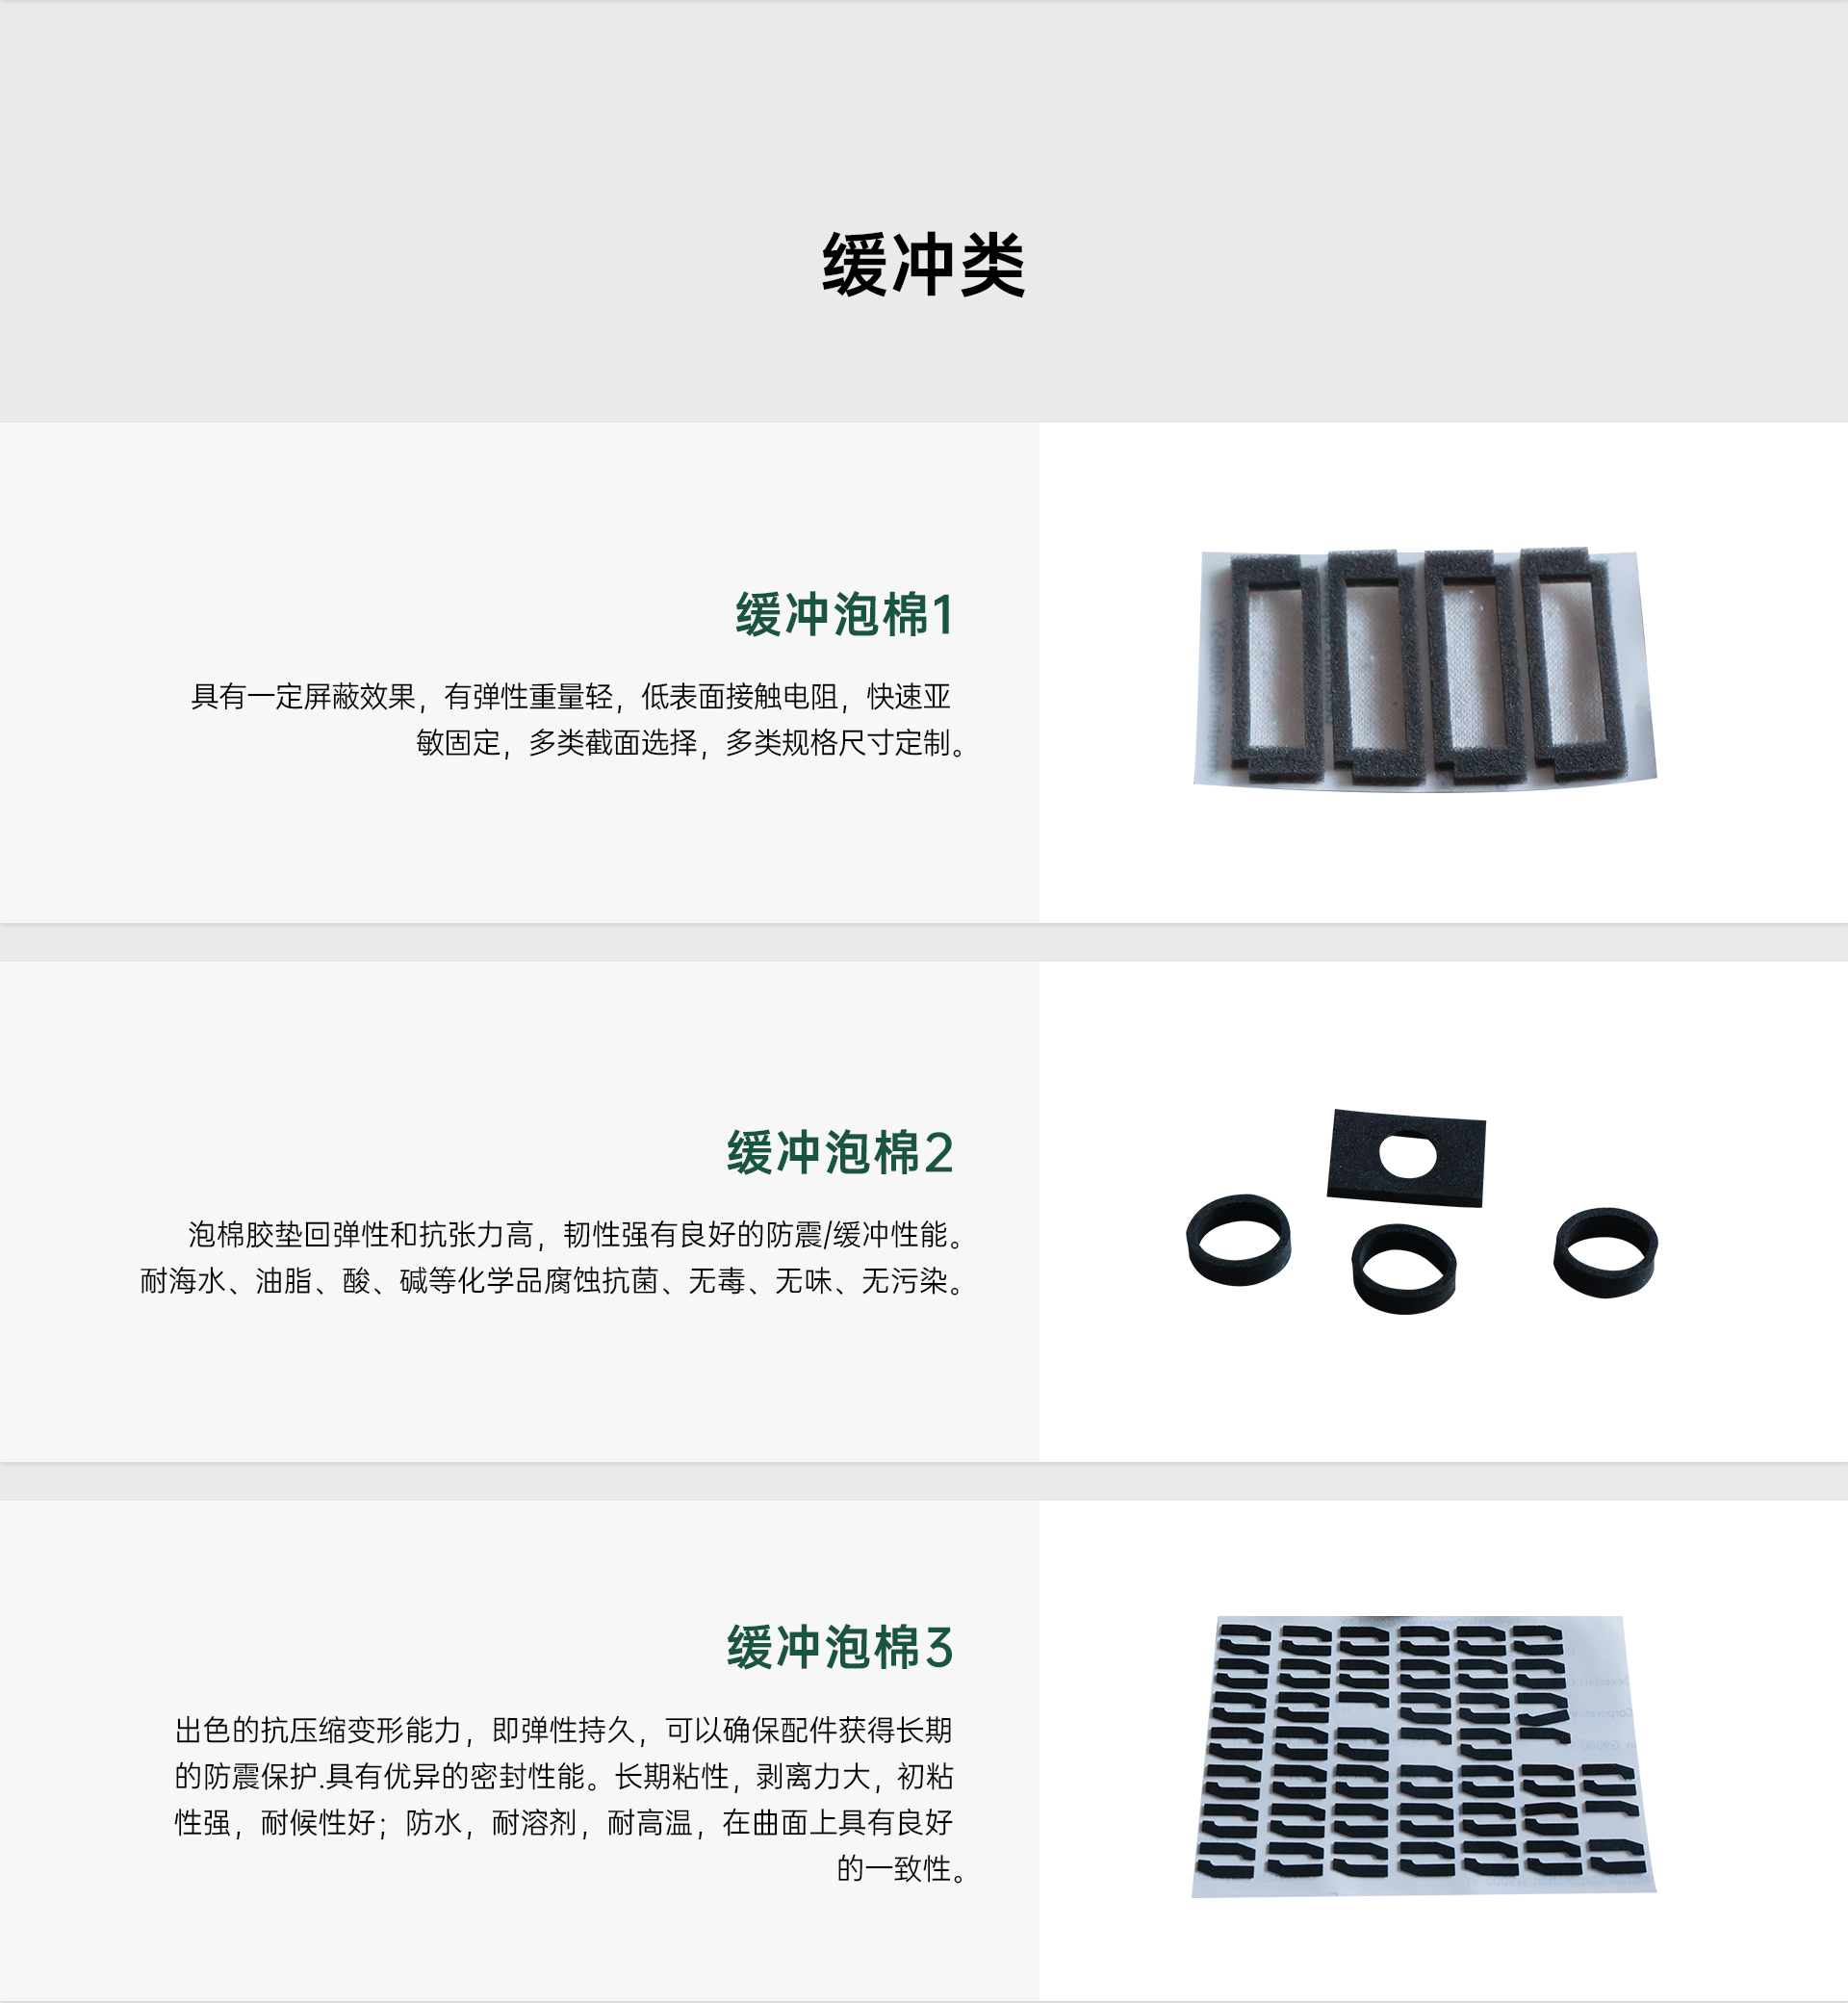 缓冲类
缓冲泡棉1
具有一定屏蔽效果，有弹性重量轻，低表面接触电阻，快速亚
敏固定，多类截面选择，多类规格尺寸定制。
缓冲泡棉2
泡棉胶垫回弹性和抗张力高，韧性强有良好的防震/缓冲性能。
耐海水、油脂、酸、碱等化学品腐蚀抗菌、无毒、无味、无污染。
缓冲泡棉3
出色的抗压缩变形能力，即弹性持久，可以确保配件获得长期
的防震保护.具有优异的密封性能。长期粘性，剥离力大，初粘
性强，耐候性好；防水，耐溶剂，耐高温，在曲面上具有良好
的一致性。